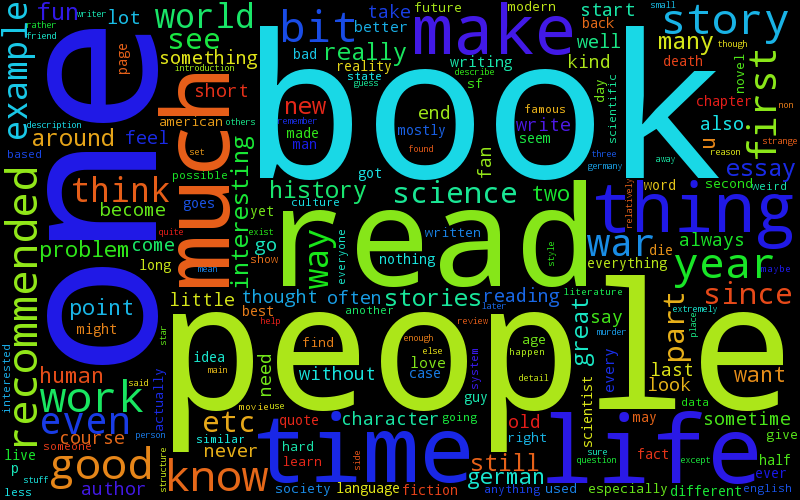 example
fun
writer
rather
friend
lot
page
world
see
something
introduction
bit
take
better
back
future
bad
really
reality
state
guess
make
modern
writing
describe
sf
kind
well
start
day
scientific
small
story
many
though
death
novel
first
one
description
based
around
feel
american
others
set
much
short
new
made
man
remember
book
end
mostly
found
famous
write
seem
fan
three
germany
away
chapter
non
also
u
strange
reason
essay
recommended
think
become
possible
goes
interesting
history
culture
got
science
two
word
second
weird
relatively
thing
problem
come
quite
long
mean
yet
go
exist
show
way
everyone
read
written
nothing
style
war
die
everything
always
year
maybe
point
might
star
little
thought
best
help
often
another
stories
review
reading
later
literature
great
say
murder
part
place
extremely
since
people
idea
main
find
without
enough
else
love
case
age
happen
detail
human
interested
work
said
actually
need
movie
use
guy
system
scientist
every
last
look
want
data
even
course
someone
person
etc
similar
never
quote
hard
learn
time
side
character
going
old
right
still
life
sure
question
may
fact
except
sometime
give
half
ever
live
p
stuff
less
good
author
structure
know
society
language
fiction
german
anything
used
especially
different
english